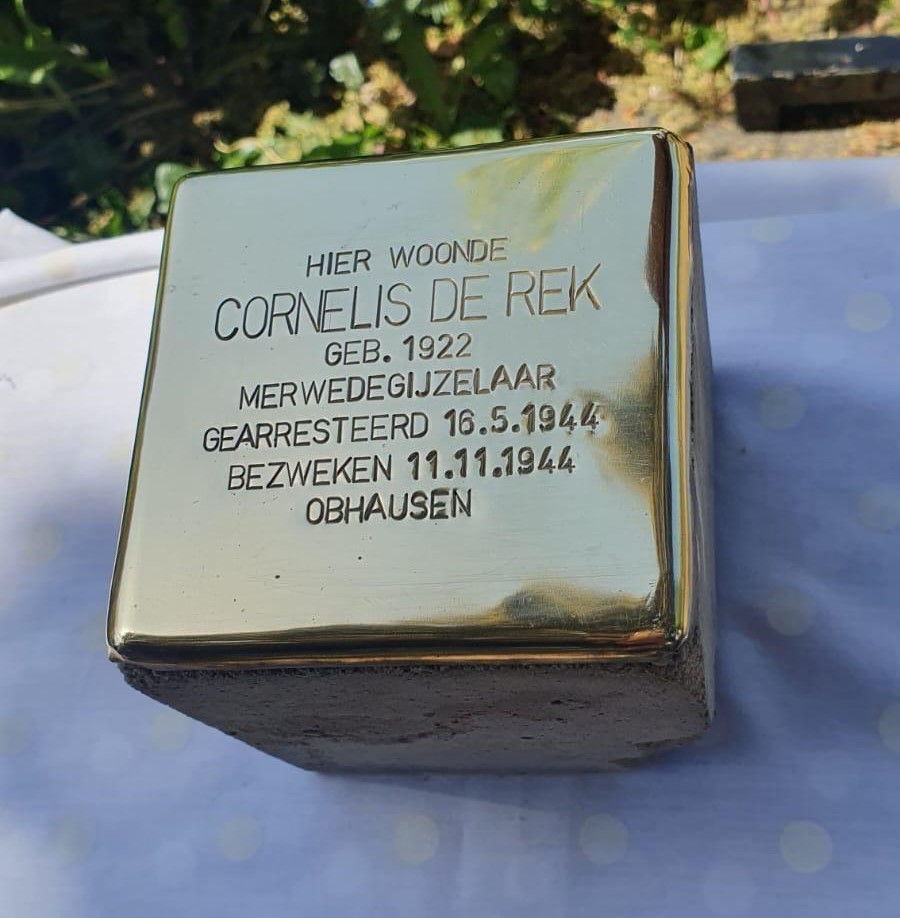 HIER WOONDE
CORNELIS DE REK
GEB. 1922
MERWEDEGIJZELAAR
GEARRESTEERD 16.5.1944
BEZWEKEN 11.11.1944
OBHAUSEN